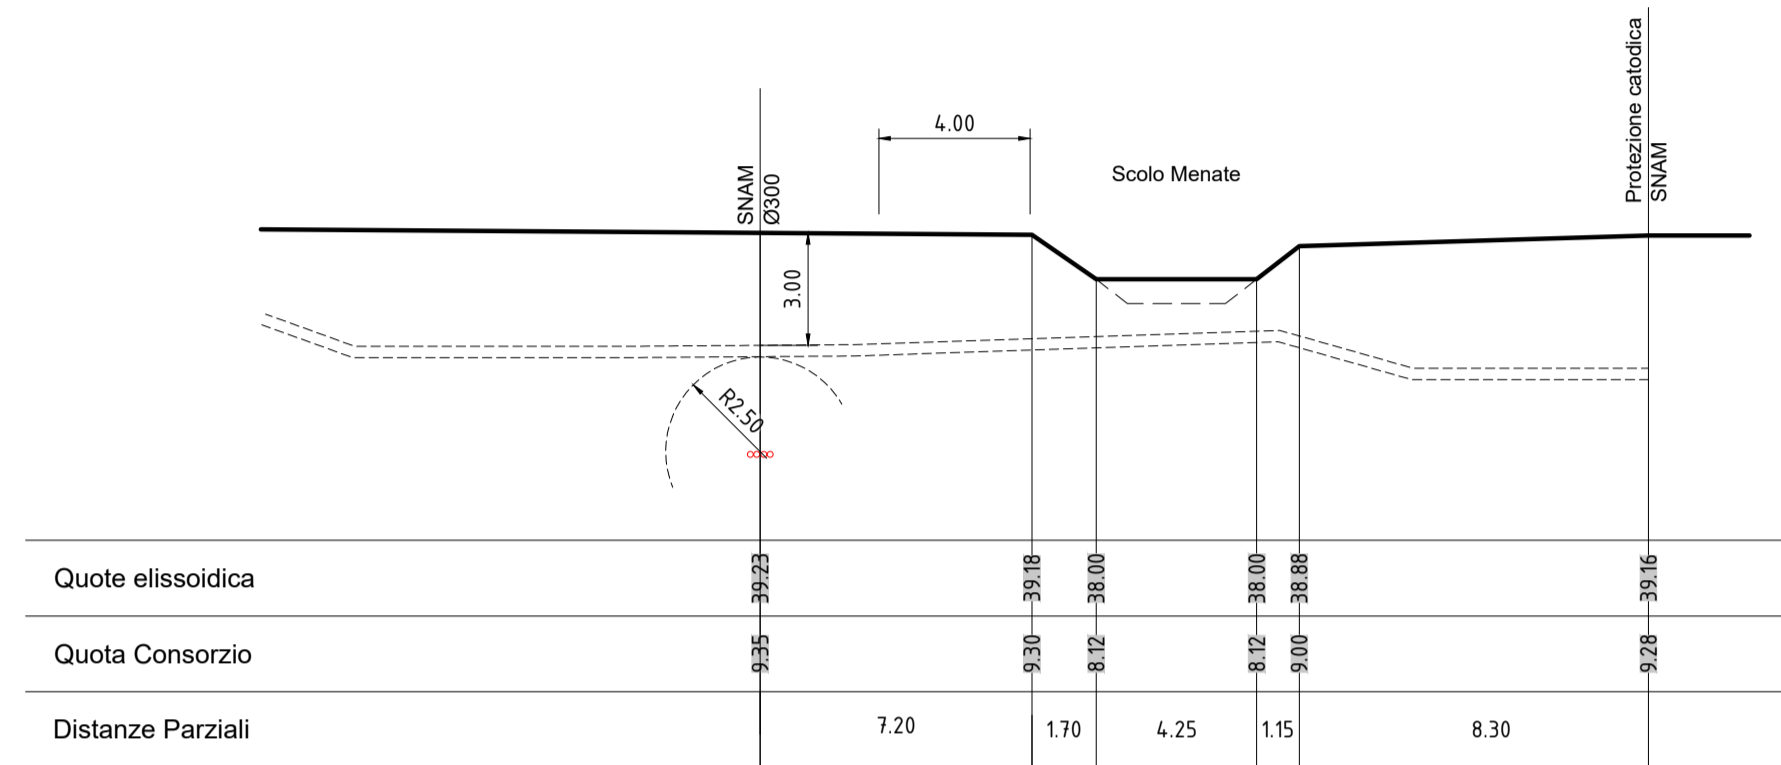 Protezione catodica
SNAM
4.00
Scolo Menate
SNAM
Ø300
3.00
R2.50
Quote elissoidica
39.23
39.18
38.00
38.00
38.88
39.16
Quota Consorzio
9.35
9.30
8.12
8.12
9.00
9.28
Distanze Parziali
7.20
1.70
4.25
1.15
8.30